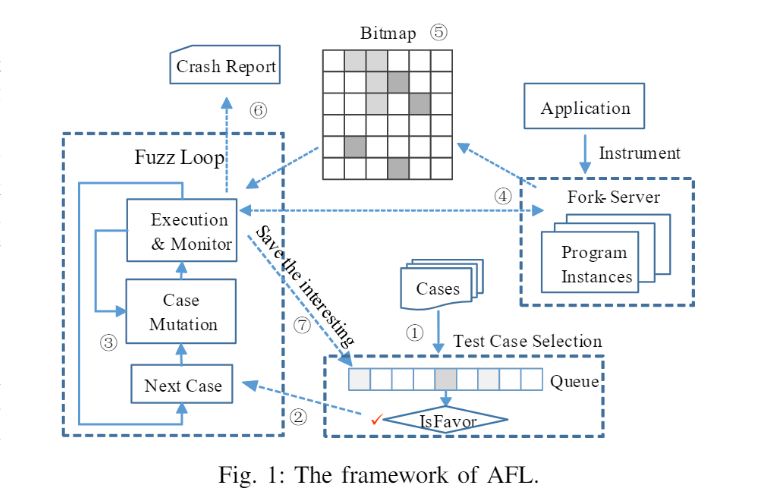 Bitmap ⑤
Crash Report
⑥
Application
Instrument
Fuzz Loop
④
Fork-Server
Execution
& Monitor
Program
Instances
Save the interesting
Cases
Case
Mutation
③
⑦
①
Test Case Selection
Next Case
Queue
②
✓
IsFavor
Fig. 1: The framework of AFL.